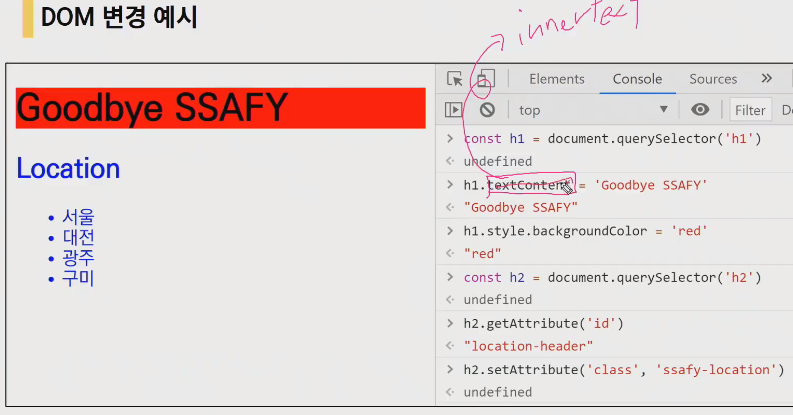 DOM 변경 예시
innertext
Goodbye SSAFY
Location
서울
대전
광주
구미
Elements Console Sources »
top Filter
> const h1 = document.querySelector('h1')
undefined
> h1.textContent = 'Goodbye SSAFY'
"Goodbye SSAFY"
> h1.style.backgroundColor = 'red'
"red"
> const h2 = document.querySelector('h2')
undefined
> h2.getAttribute('id')
"location-header"
> h2.setAttribute('class', 'ssafy-location')
undefined